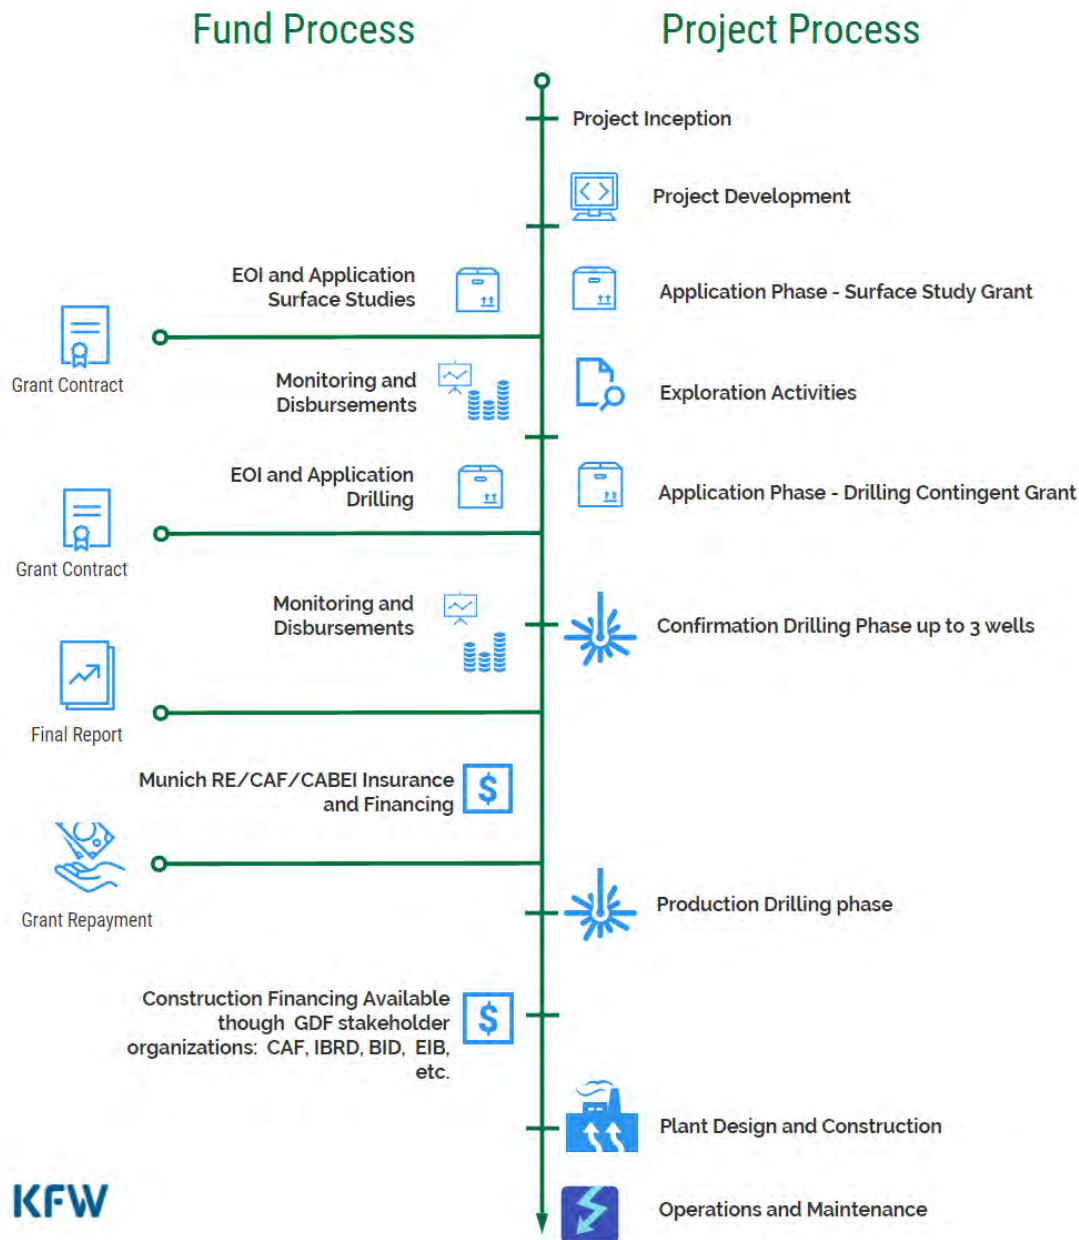 Fund Process
Project Process
Project Inception
Project Development
EOI and Application
Surface Studies
Application Phase - Surface Study Grant
Grant Contract
Monitoring and
Disbursements
Exploration Activities
EOI and Application
Drilling
Application Phase - Drilling Contingent Grant
Grant Contract
Monitoring and
Disbursements
Confirmation Drilling Phase up to 3 wells
Final Report
Munich RE/CAF/CABEI Insurance
and Financing
Grant Repayment
Production Drilling phase
Construction Financing Available
though GDF stakeholder
organizations: CAF, IBRD, BID, EIB,
etc.
Plant Design and Construction
KFW
Operations and Maintenance